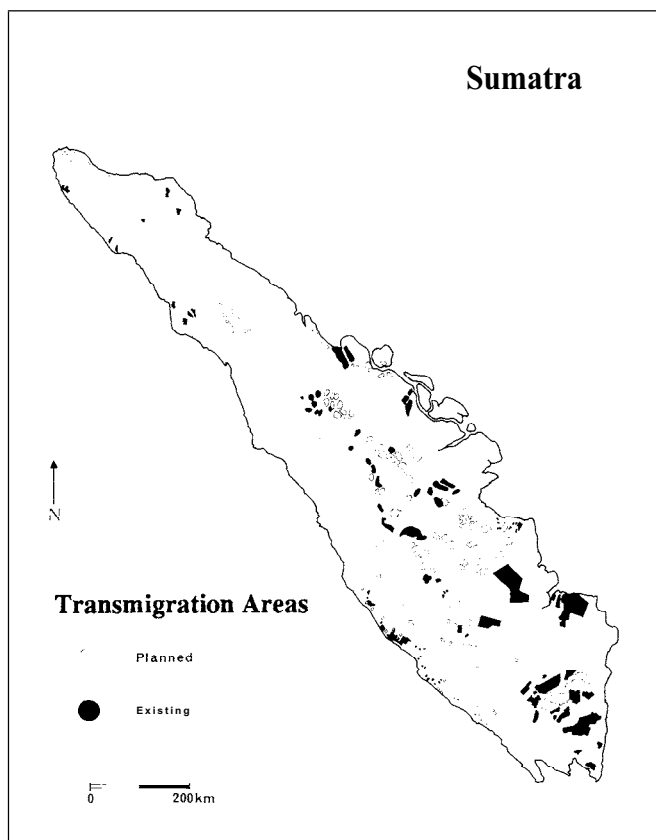 Sumatra
N
Transmigration Areas
Planned
Existing
0 200km